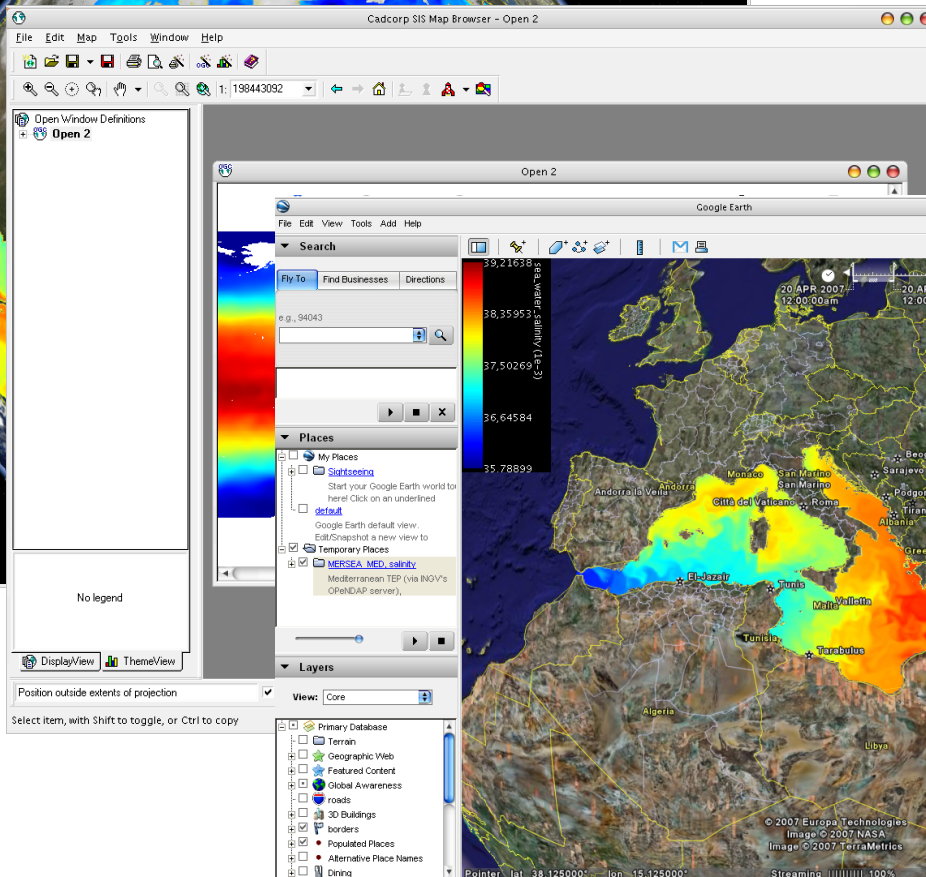 Cadcorp SIS Map Browser - Open 2
File Edit Map Tools Window Help
1: 198443092
Open Window Definitions
Open 2
No legend
DisplayView ThemeView
Position outside extents of projection
Select item, with Shift to toggle, or Ctrl to copy
Open 2
Google Earth
File Edit View Tools Add Help
Search
Fly To Find Businesses Directions
e.g., 94043
Places
My Places
Sightseeing
Start your Google Earth world to
here! Click on an underlined
default
Google Earth default view.
Edit/Snapshot a new view to
Temporary Places
MERSEA_MED, salinity
Mediterranean TEP (via INGV's
OPeNDAP server),
Layers
View: Core
Primary Database
Terrain
Geographic Web
Featured Content
Global Awareness
roads
3D Buildings
borders
Populated Places
Alternative Place Names
Dining
39,21638
38,35953
37,50269
36,64584
35.78899
sea_water_salinity (1e-3)
20 APR 2007
12:00:00am
20 A
12:00
Beog
Sarajevo
Podgor
Tiran
Albania
Gree
Monaco
San Marino
San Marino
Andorra la Vella
Andorra
Città del Vaticano
Roma
El-Jazair
Tunis
Malta
Valletta
Tunisia
Tarabulus
Algeria
Libya
© 2007 Europa Technologies
Image © 2007 NASA
Image © 2007 TerraMetrics
Pointer lat 38.125000° lon 15.125000° Streaming ||||||||| 100%